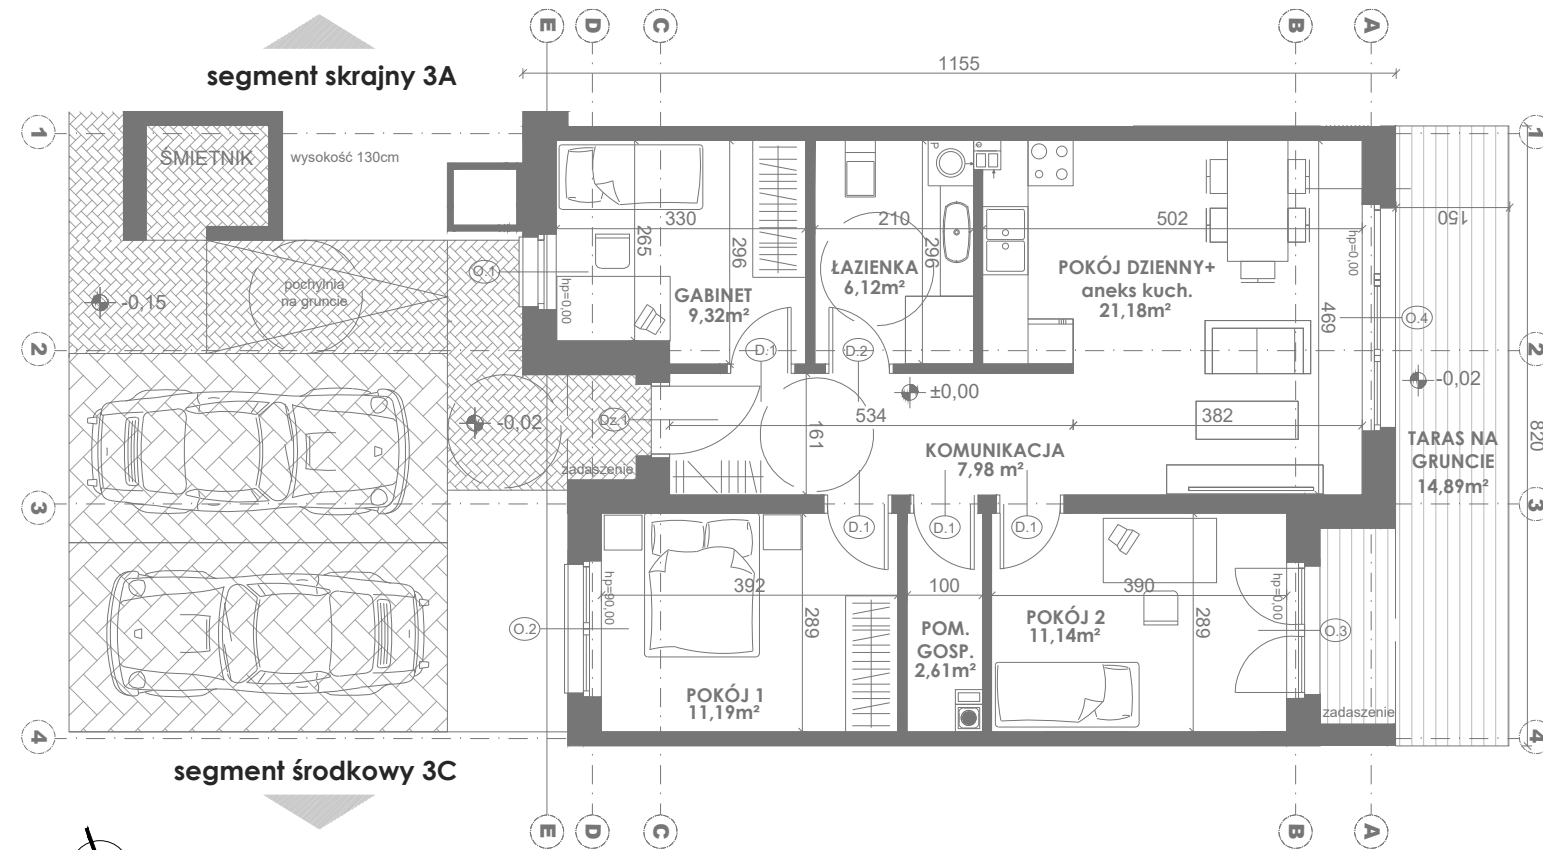 E
D
C
B
A
segment skrajny 3A
1155
1
ŚMIETNIK
wysokość 130cm
P
1
330
265
296
210
296
502
150
O.1
hp=0,00
GABINET
9,32m²
ŁAZIENKA
6,12m²
POKÓJ DZIENNY+
aneks kuch.
21,18m²
hp=0,00
469
O.4
pochylnia
na gruncie
-0,15
2
D.1
D.2
2
±0,00
-0,02
-0,02
Dz.1
534
382
161
820
KOMUNIKACJA
7,98 m²
TARAS NA
GRUNCIE
14,89m²
zadaszenie
3
D.1
D.1
D.1
3
392
100
390
hp=90,00
289
289
hp=0,00
O.2
O.3
POKÓJ 1
11,19m²
POM.
GOSP.
2,61m²
POKÓJ 2
11,14m²
zadaszenie
4
4
segment środkowy 3C
E
D
C
B
A